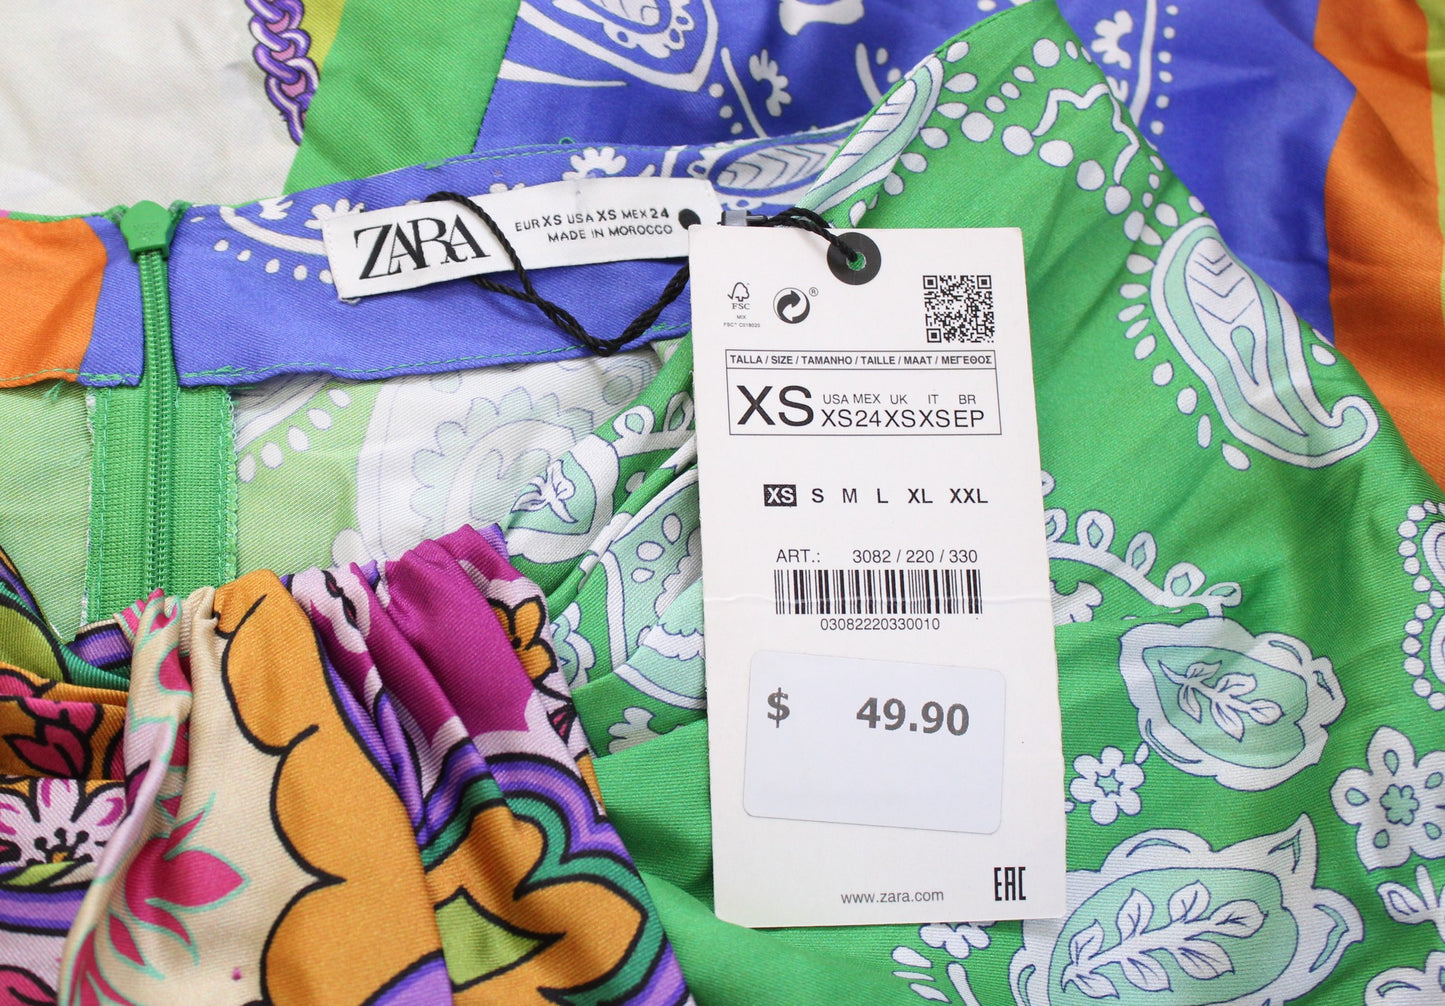 ZARA
EUR XS USA XS MEX 24
MADE IN MOROCCO
FSC
MIX
FSC® C018020
®
TALLA / SIZE / TAMANHO / TAILLE / MAAT / ΜΕΓΕΘΟΣ
XS
USA MEX UK IT BR
XS 24 XS XS EP
XS S M L XL XXL
ART.: 3082 / 220 / 330
03082220330010
$ 49.90
www.zara.com
EAC